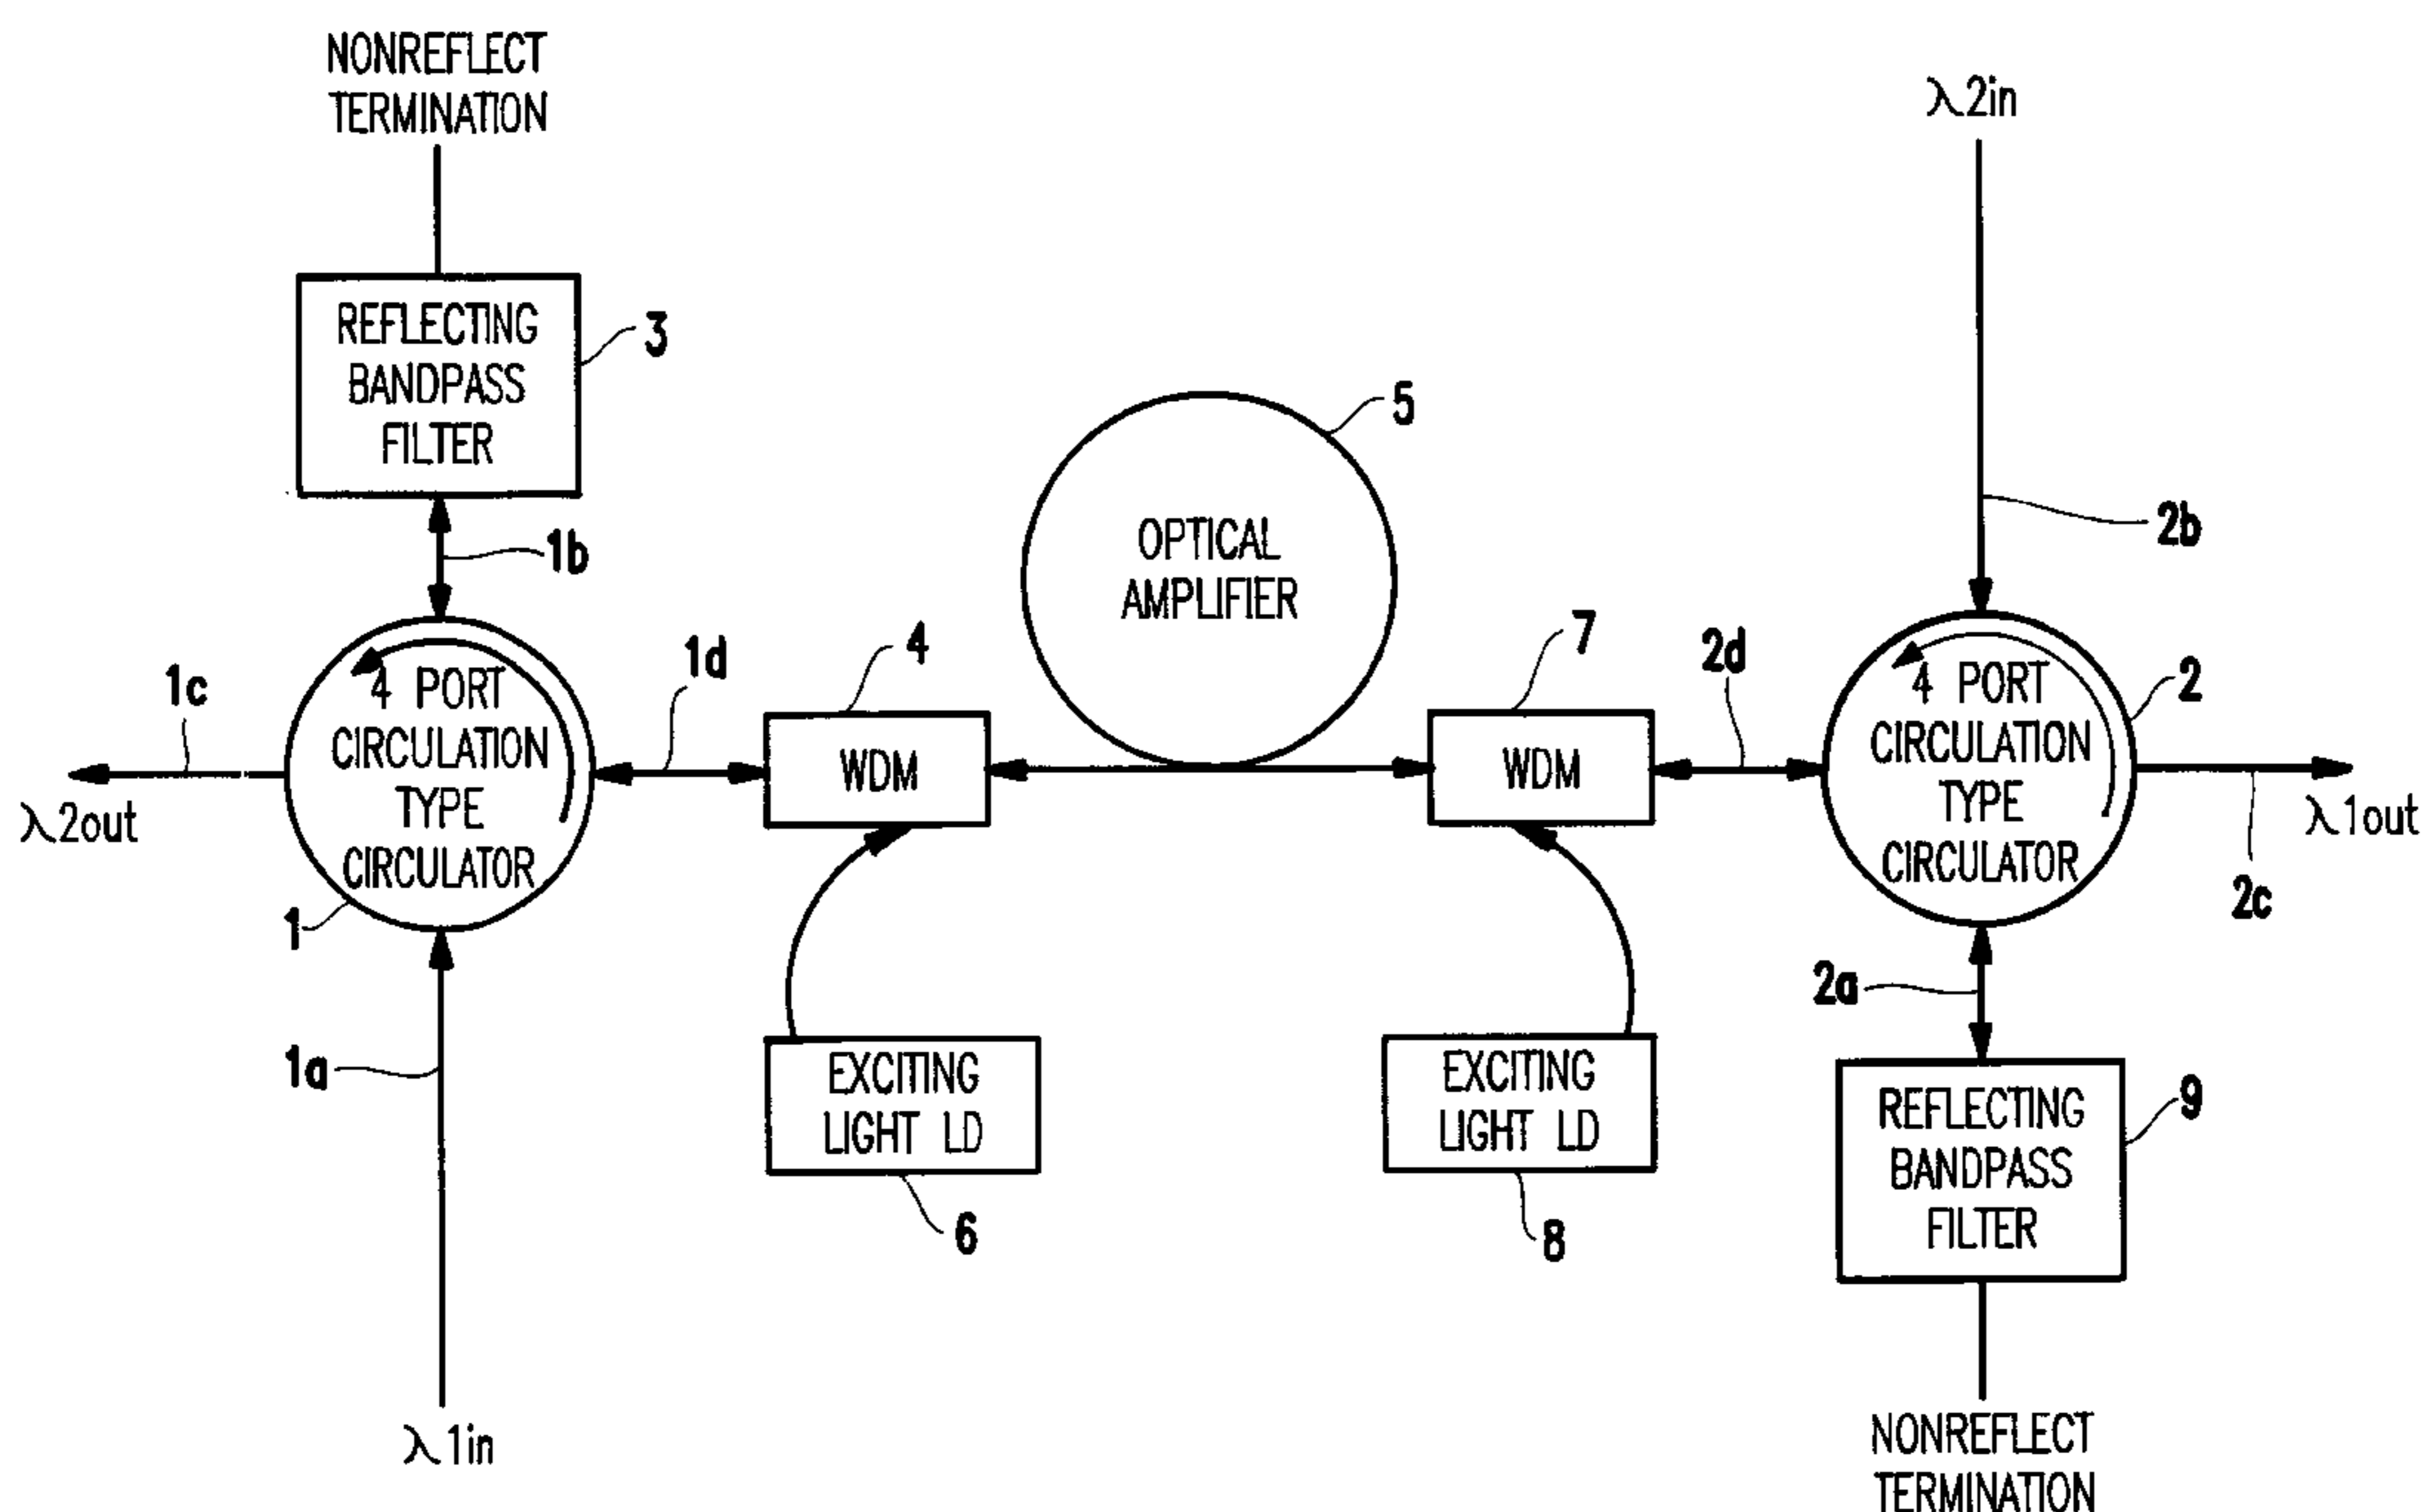 NONREFLECT
TERMINATION
λ2in
REFLECTING
BANDPASS
FILTER
3
5
OPTICAL
AMPLIFIER
1b
2b
1c
λ2out
4 PORT
CIRCULATION
TYPE
CIRCULATOR
1
1d
4
WDM
7
WDM
2d
4 PORT
CIRCULATION
TYPE
CIRCULATOR
2
λ1out
2c
1a
λ1in
EXCITING
LIGHT LD
6
EXCITING
LIGHT LD
8
2a
REFLECTING
BANDPASS
FILTER
9
NONREFLECT
TERMINATION